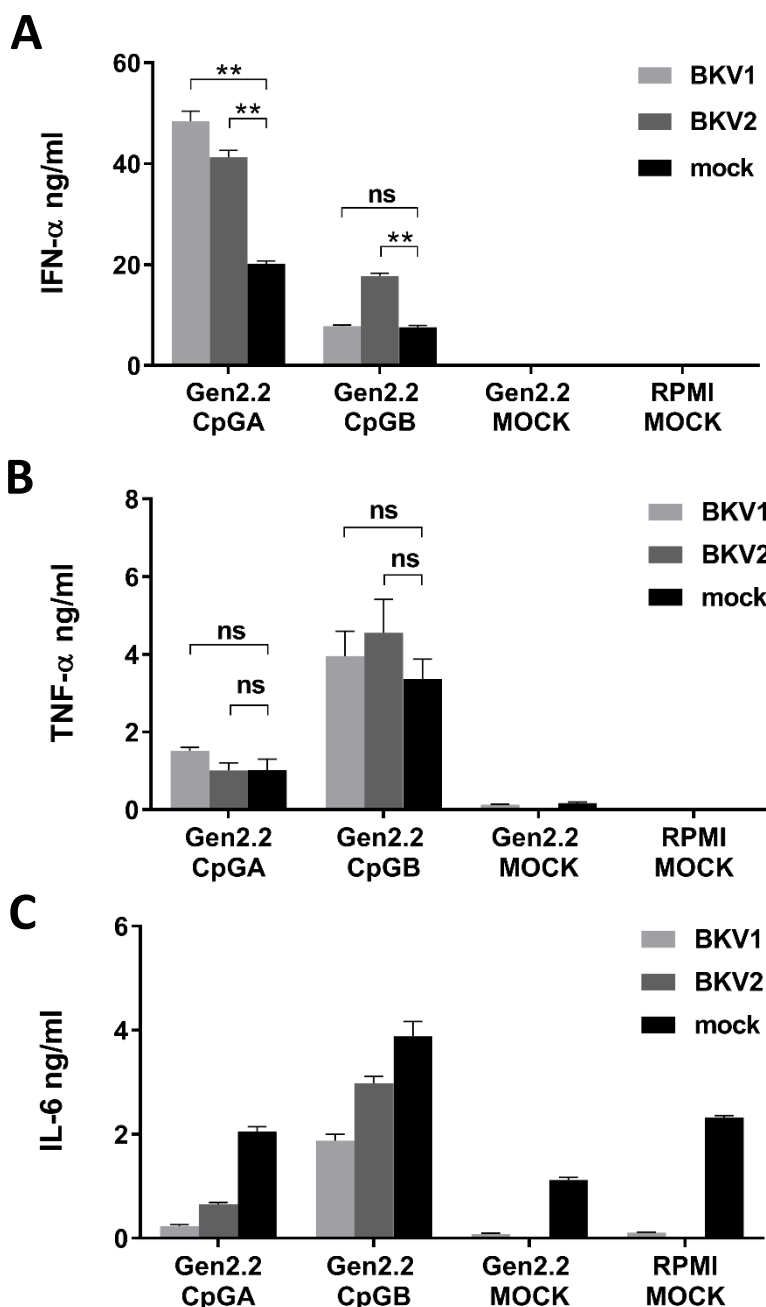 A
IFN-α ng/ml
60
40
20
0
**
**
ns
**
BKV1
BKV2
mock
Gen2.2 Gen2.2 Gen2.2 RPMI
CpGA CpGB MOCK MOCK
B
TNF-α ng/ml
8
6
4
2
0
ns
ns
ns
ns
BKV1
BKV2
mock
Gen2.2 Gen2.2 Gen2.2 RPMI
CpGA CpGB MOCK MOCK
C
IL-6 ng/ml
6
4
2
0
BKV1
BKV2
mock
Gen2.2 Gen2.2 Gen2.2 RPMI
CpGA CpGB MOCK MOCK